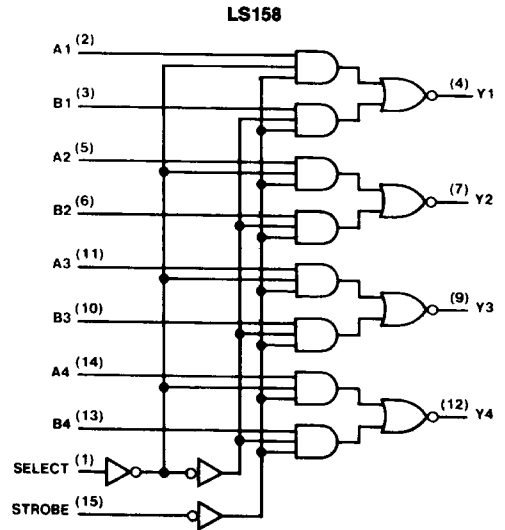 LS158
A1 (2)
(4) Y1
B1 (3)
A2 (5)
(7) Y2
B2 (6)
A3 (11)
(9) Y3
B3 (10)
A4 (14)
(12) Y4
B4 (13)
SELECT (1)
STROBE (15)